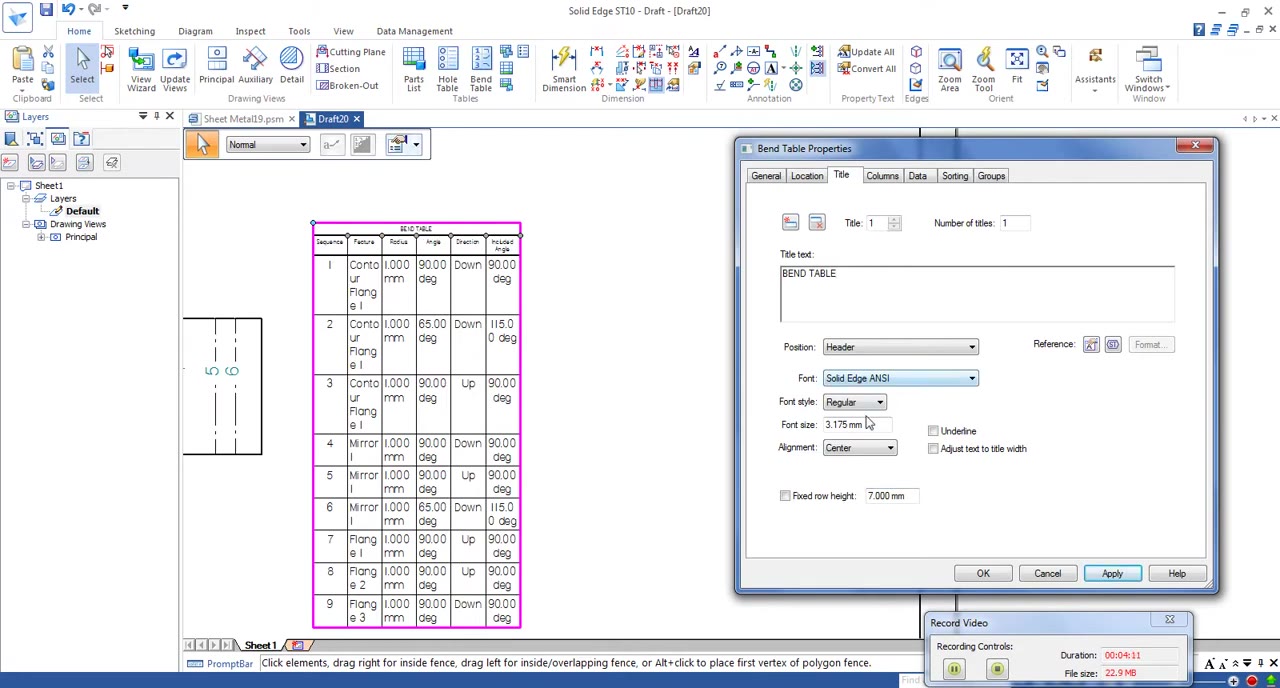 Solid Edge ST10 - Draft - [Draft20]
Home Sketching Diagram Inspect Tools View Data Management
Paste
Clipboard
Select
Select
View Wizard
Update Views
Principal
Auxiliary
Detail
Cutting Plane
Section
Broken-Out
Drawing Views
Parts List
Hole Table
Bend Table
Tables
Smart Dimension
Dimension
Annotation
Update All
Convert All
Property Text
Edges
Zoom Area
Zoom Tool
Fit
Orient
Assistants
Switch Windows
Window
Layers
Sheet Metal19.psm
Draft20
Normal
Sheet1
Layers
Default
Drawing Views
Principal
5 6
BEND TABLE
Sequence Feature Radius Angle Direction Included Angle
1 Contour Flange 1 1.000 mm 90.00 deg Down 90.00 deg
2 Contour Flange 1 1.000 mm 65.00 deg Down 115.00 deg
3 Contour Flange 1 1.000 mm 90.00 deg Up 90.00 deg
4 Mirror 1 1.000 mm 90.00 deg Down 90.00 deg
5 Mirror 1 1.000 mm 90.00 deg Up 90.00 deg
6 Mirror 1 1.000 mm 65.00 deg Down 115.00 deg
7 Flange 1 1.000 mm 90.00 deg Up 90.00 deg
8 Flange 2 1.000 mm 90.00 deg Up 90.00 deg
9 Flange 3 1.000 mm 90.00 deg Down 90.00 deg
Bend Table Properties
General Location Title Columns Data Sorting Groups
Title: 1
Number of titles: 1
Title text:
BEND TABLE
Position: Header
Reference:
Format...
Font: Solid Edge ANSI
Font style: Regular
Font size: 3.175 mm
Underline
Alignment: Center
Adjust text to title width
Fixed row height: 7.000 mm
OK Cancel Apply Help
Record Video
Recording Controls:
Duration: 00:04:11
File size: 22.9 MB
Sheet1
PromptBar
Click elements, drag right for inside fence, drag left for inside/overlapping fence, or Alt+click to place first vertex of polygon fence.